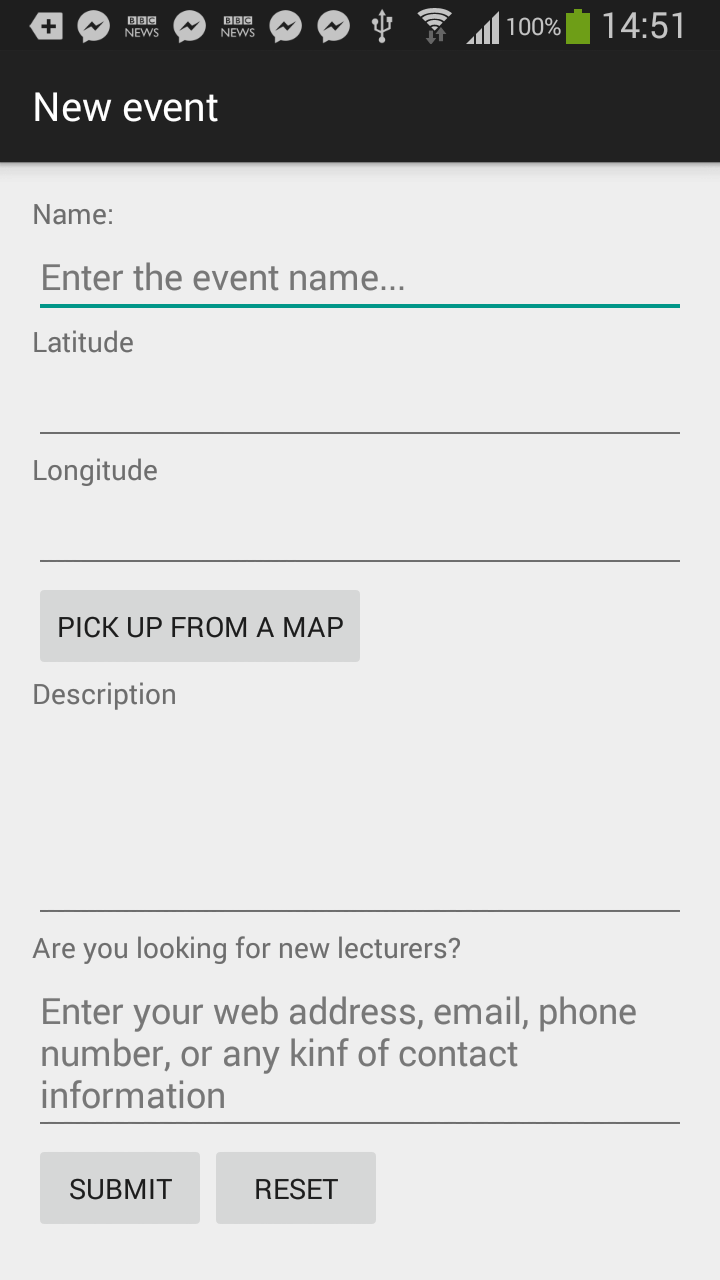 BBC NEWS BBC NEWS 100% 14:51
New event
Name:
Enter the event name...
Latitude
Longitude
PICK UP FROM A MAP
Description
Are you looking for new lecturers?
Enter your web address, email, phone
number, or any kinf of contact
information
SUBMIT RESET